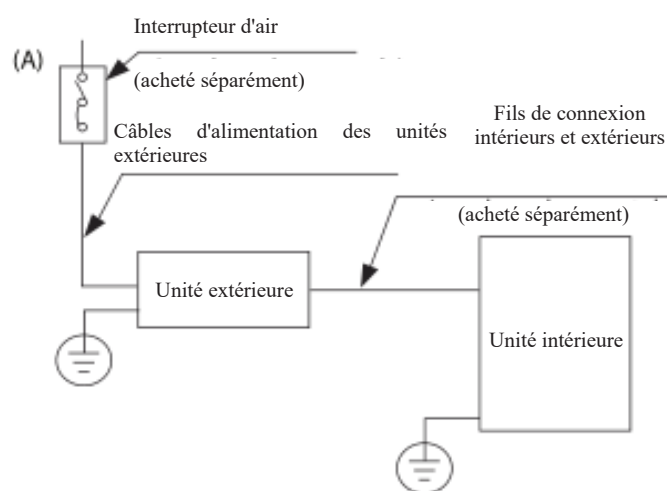 Interrupteur d'air
(A)
(acheté séparément)
Câbles d'alimentation des unités
extérieures
Fils de connexion
intérieurs et extérieurs
(acheté séparément)
Unité extérieure
Unité intérieure